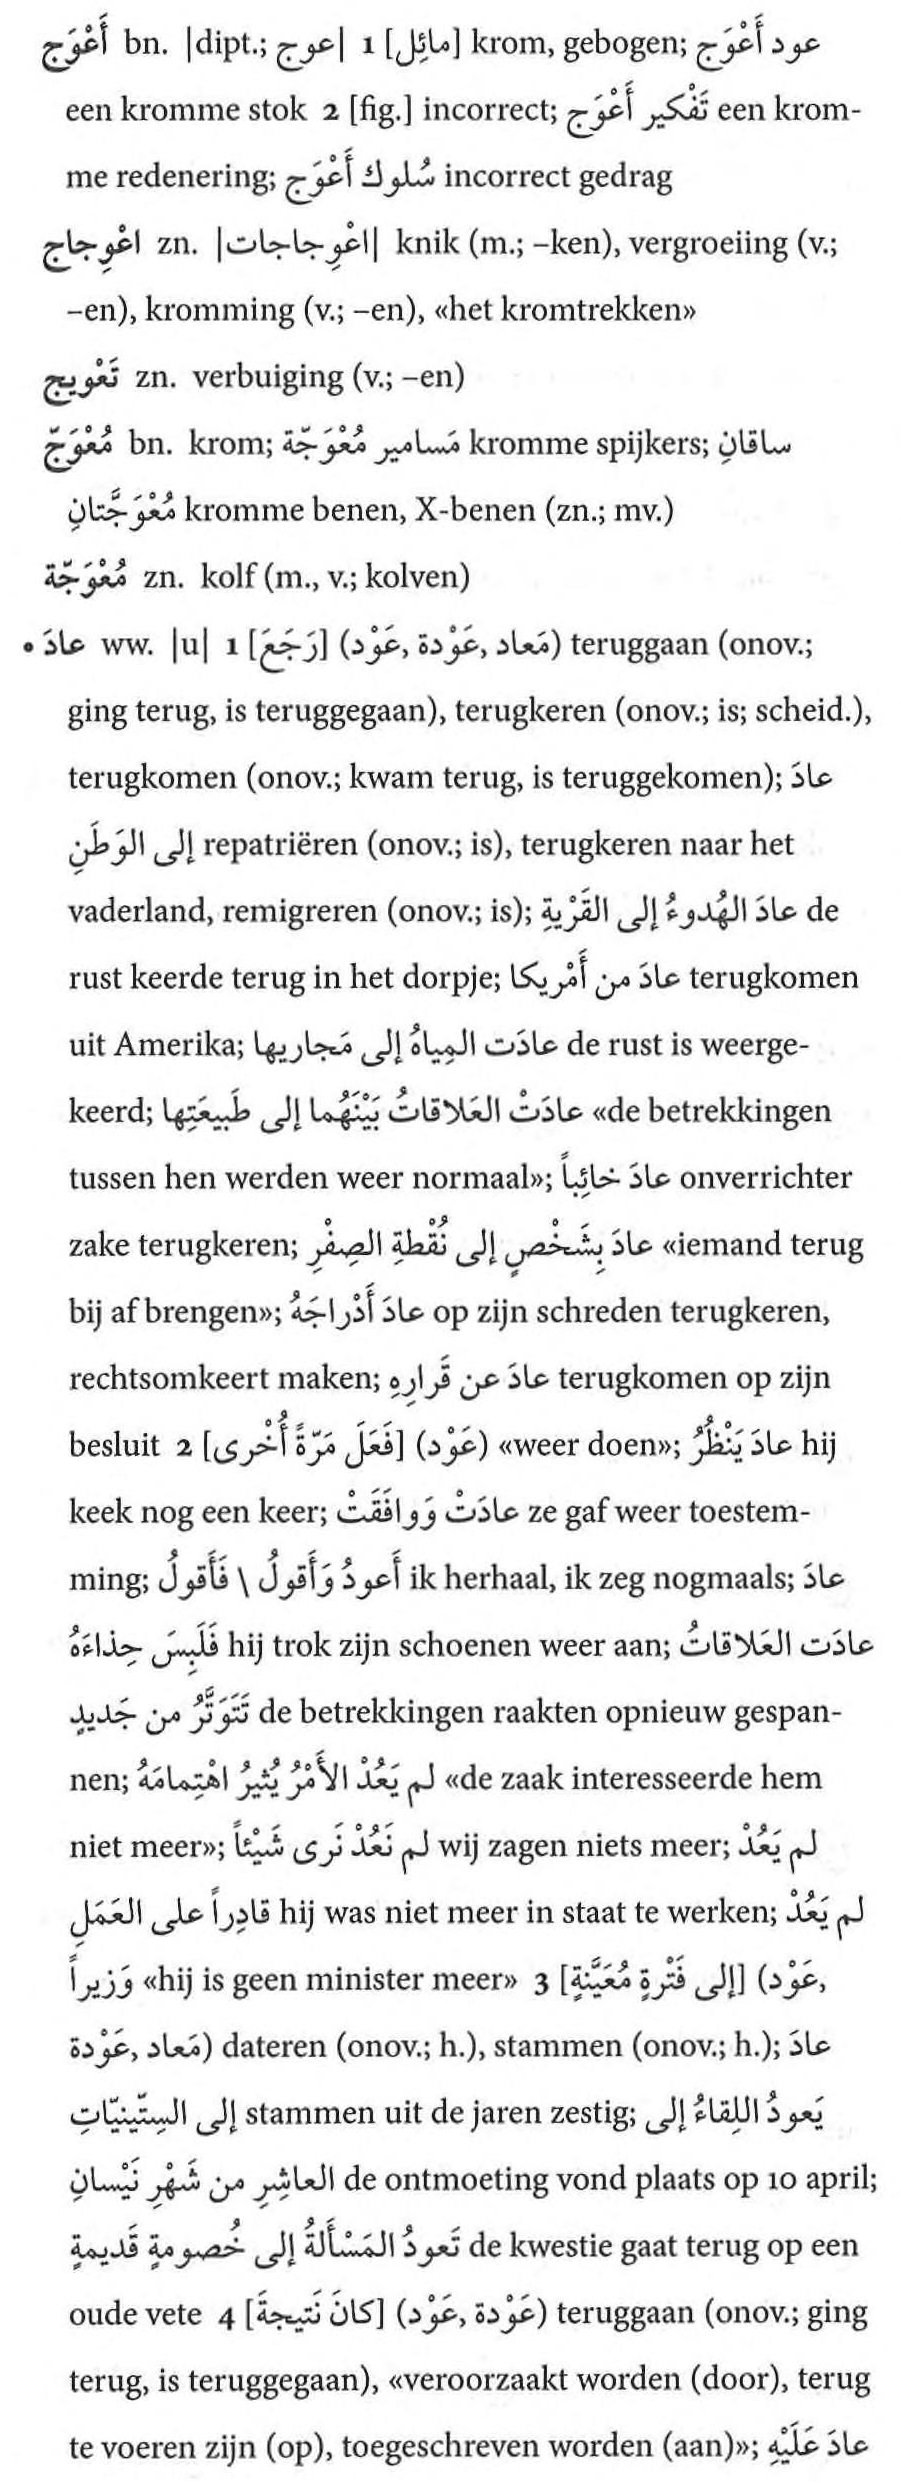 أَعْوَج bn. |dipt.; عوج| 1 [مائِل] krom, gebogen; عود أَعْوَج
een kromme stok 2 [fig.] incorrect; تَفْكير أَعْوَج een krom-
me redenering; سُلوك أَعْوَج incorrect gedrag
اعْوِجاج zn. |اعْوِجاجات| knik (m.; –ken), vergroeiing (v.;
–en), kromming (v.; –en), «het kromtrekken»
تَعْويج zn. verbuiging (v.; –en)
مُعْوَجّ bn. krom; مَسامير مُعْوَجّة kromme spijkers; ساقانِ
مُعْوَجَّتانِ kromme benen, X-benen (zn.; mv.)
مُعْوَجّة zn. kolf (m., v.; kolven)
• عادَ ww. |u| 1 [رَجَعَ] (عَوْد, عَوْدة, مَعاد) teruggaan (onov.;
ging terug, is teruggegaan), terugkeren (onov.; is; scheid.),
terugkomen (onov.; kwam terug, is teruggekomen); عادَ
إلى الوَطَنِ repatriëren (onov.; is), terugkeren naar het
vaderland, remigreren (onov.; is); عادَ الهُدوءُ إلى القَرْيةِ de
rust keerde terug in het dorpje; عادَ من أَمْريكا terugkomen
uit Amerika; عادَت المِياهُ إلى مَجاريها de rust is weerge-
keerd; عادَتْ العَلاقاتُ بَيْنَهُما إلى طَبيعَتِها «de betrekkingen
tussen hen werden weer normaal»; عادَ خائِباً onverrichter
zake terugkeren; عادَ بِشَخْصٍ إلى نُقْطةِ الصِفْرِ «iemand terug
bij af brengen»; عادَ أَدْراجَهُ op zijn schreden terugkeren,
rechtsomkeert maken; عادَ عن قَرارِهِ terugkomen op zijn
besluit 2 [فَعَلَ مَرّةً أُخْرى] (عَوْد) «weer doen»; عادَ يَنْظُرُ hij
keek nog een keer; عادَتْ وَوافَقَتْ ze gaf weer toestem-
ming; أَعودُ وَأَقولُ \ فَأَقولُ ik herhaal, ik zeg nogmaals; عادَ
فَلَبِسَ حِذاءَهُ hij trok zijn schoenen weer aan; عادَت العَلاقاتُ
تَتَوَتَّرُ من جَديدٍ de betrekkingen raakten opnieuw gespan-
nen; لم يَعُدْ الأَمْرُ يُثيرُ اهْتِمامَهُ «de zaak interesseerde hem
niet meer»; لم نَعُدْ نَرى شَيْئاً wij zagen niets meer; لم يَعُدْ
قادِراً على العَمَلِ hij was niet meer in staat te werken; لم يَعُدْ
وَزيراً «hij is geen minister meer» 3 [إلى فَتْرةٍ مُعَيَّنةٍ] (عَوْد,
عَوْدة, مَعاد) dateren (onov.; h.), stammen (onov.; h.); عادَ
إلى السِتّينيّاتِ stammen uit de jaren zestig; يَعودُ اللِقاءُ إلى
العاشِرِ من شَهْرِ نَيْسانِ de ontmoeting vond plaats op 10 april;
تَعودُ المَسْأَلةُ إلى خُصومةٍ قَديمةٍ de kwestie gaat terug op een
oude vete 4 [كانَ نَتيجةَ] (عَوْد, عَوْدة) teruggaan (onov.; ging
terug, is teruggegaan), «veroorzaakt worden (door), terug
te voeren zijn (op), toegeschreven worden (aan)»; عادَ عَلَيْهِ